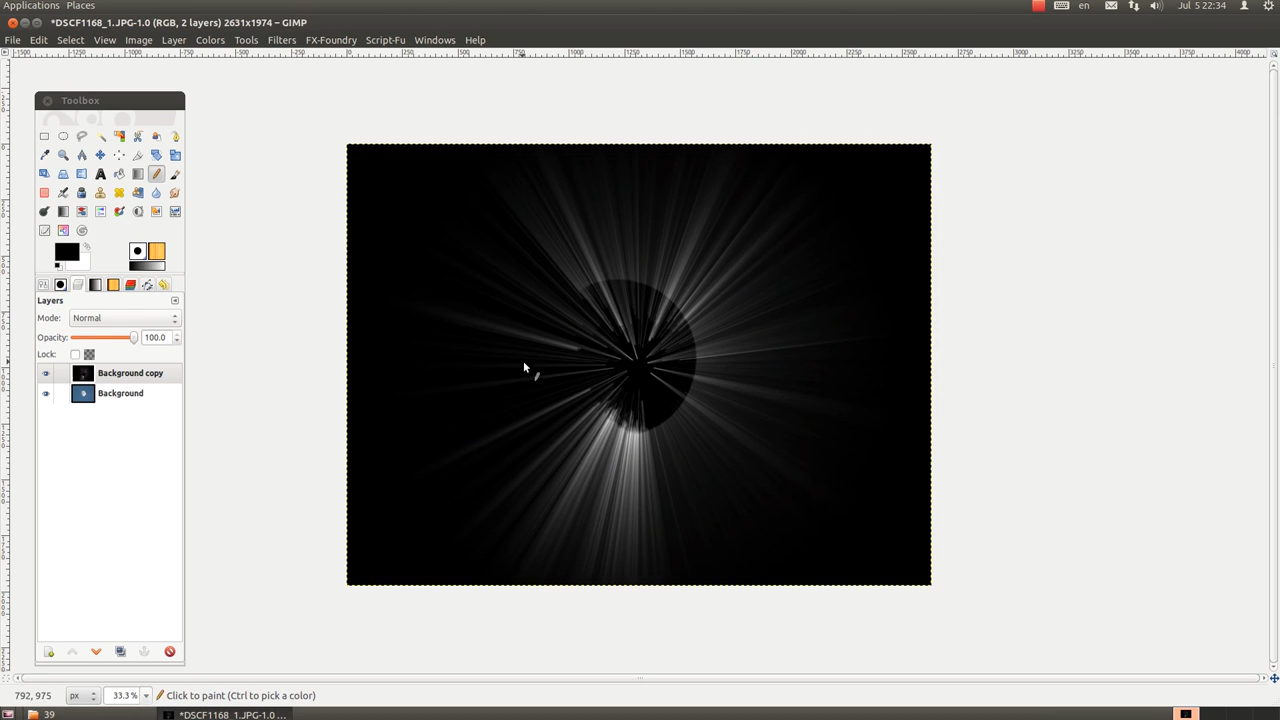 Applications Places
en
Jul 5 22:34
*DSCF1168_1.JPG-1.0 (RGB, 2 layers) 2631x1974 – GIMP
File Edit Select View Image Layer Colors Tools Filters FX-Foundry Script-Fu Windows Help
Toolbox
Layers
Mode: Normal
Opacity: 100.0
Lock:
Background copy
Background
792, 975 px 33.3 % Click to paint (Ctrl to pick a color)
39 *DSCF1168_1.JPG-1.0 (RGB, ...